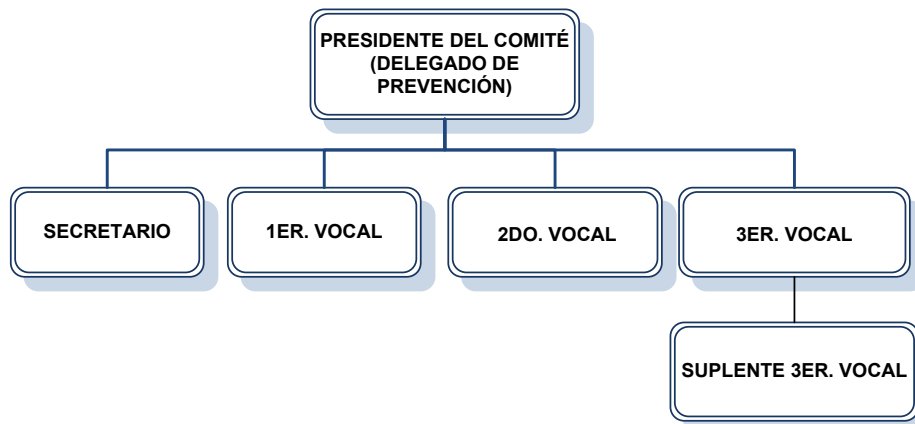 PRESIDENTE DEL COMITÉ
(DELEGADO DE
PREVENCIÓN)
SECRETARIO
1ER. VOCAL
2DO. VOCAL
3ER. VOCAL
SUPLENTE 3ER. VOCAL